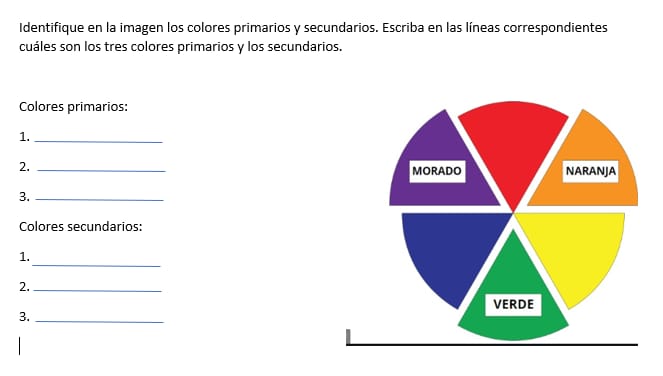 Identifique en la imagen los colores primarios y secundarios. Escriba en las líneas correspondientes
cuáles son los tres colores primarios y los secundarios.
Colores primarios:
1.
2.
3.
Colores secundarios:
1.
2.
3.
MORADO
NARANJA
VERDE